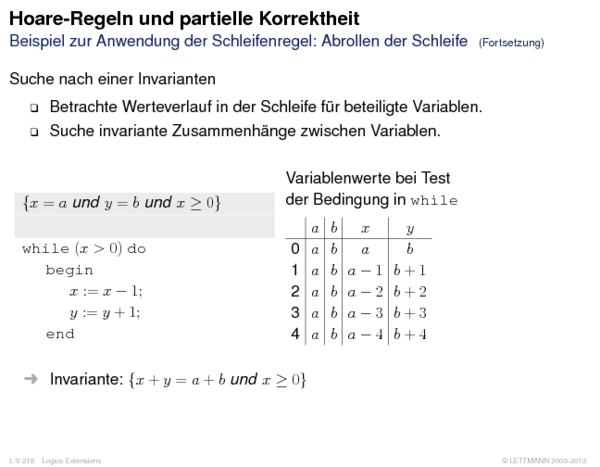 Hoare-Regeln und partielle Korrektheit
Beispiel zur Anwendung der Schleifenregel: Abrollen der Schleife (Fortsetzung)
Suche nach einer Invarianten
❑ Betrachte Werteverlauf in der Schleife für beteiligte Variablen.
❑ Suche invariante Zusammenhänge zwischen Variablen.
{x = a und y = b und x ≥ 0}
while (x > 0) do
begin
x := x − 1;
y := y + 1;
end
Variablenwerte bei Test
der Bedingung in while
a b x y
0 a b a b
1 a b a − 1 b + 1
2 a b a − 2 b + 2
3 a b a − 3 b + 3
4 a b a − 4 b + 4
➜ Invariante: {x + y = a + b und x ≥ 0}
L:V-218 Logics Extensions
© LETTMANN 2003-2013